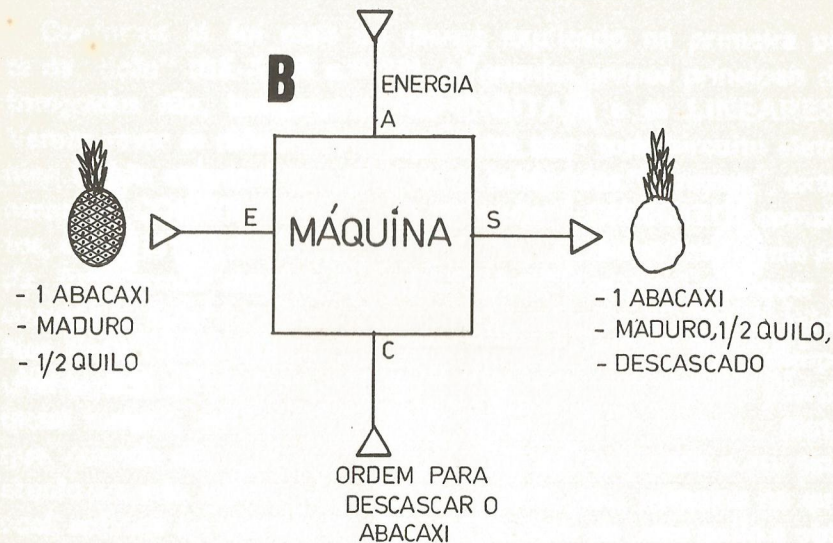 B
ENERGIA
A
E
MÁQUINA
S
- 1 ABACAXI
- MADURO
- 1/2 QUILO
- 1 ABACAXI
- MADURO, 1/2 QUILO,
- DESCASCADO
C
ORDEM PARA
DESCASCAR O
ABACAXI